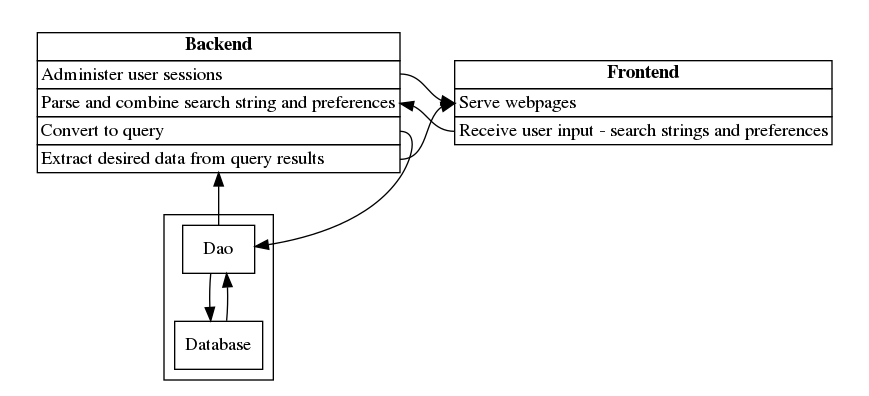 Backend
Administer user sessions
Parse and combine search string and preferences
Convert to query
Extract desired data from query results
Frontend
Serve webpages
Receive user input - search strings and preferences
Dao
Database